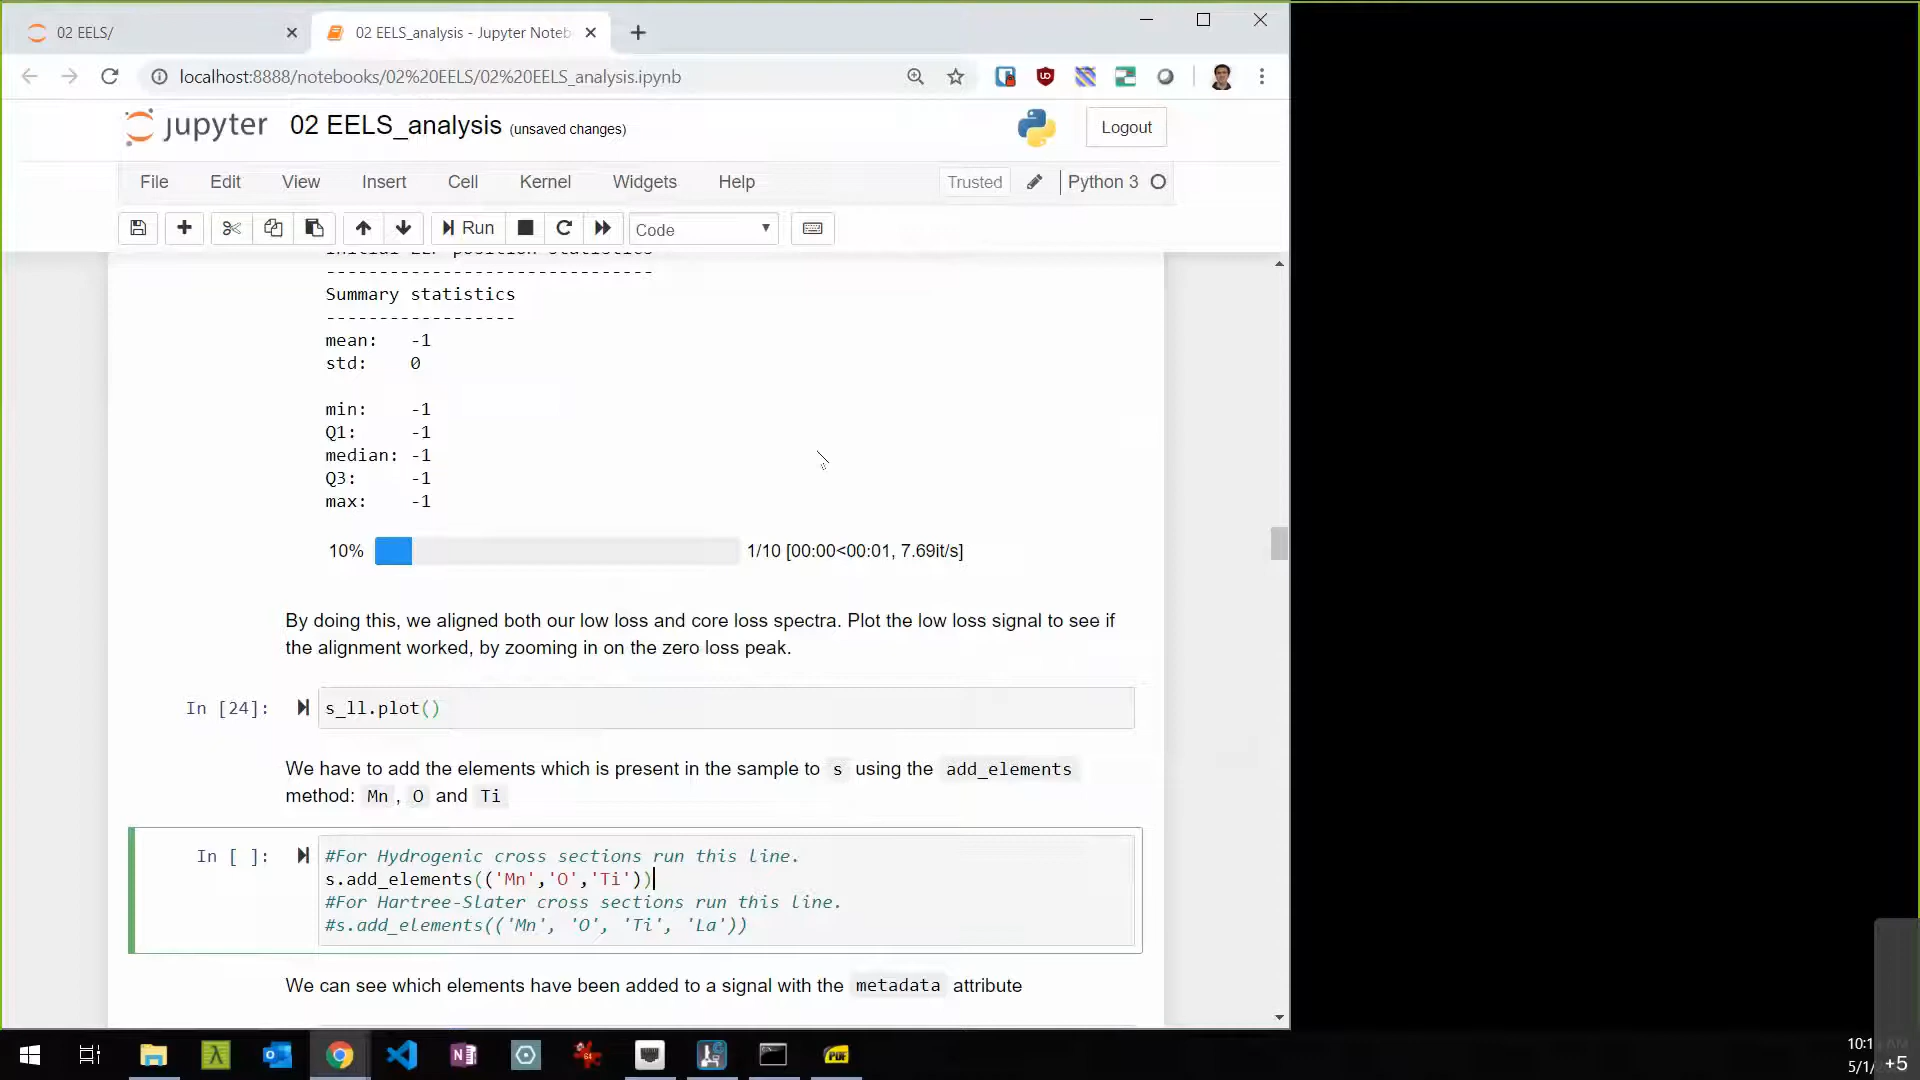 02 EELS/
02 EELS_analysis - Jupyter Noteb
localhost:8888/notebooks/02%20EELS/02%20EELS_analysis.ipynb
jupyter 02 EELS_analysis (unsaved changes)
Logout
File Edit View Insert Cell Kernel Widgets Help
Trusted Python 3
Run Code
Summary statistics
------------------
mean: -1
std: 0
min: -1
Q1: -1
median: -1
Q3: -1
max: -1
10% 1/10 [00:00<00:01, 7.69it/s]
By doing this, we aligned both our low loss and core loss spectra. Plot the low loss signal to see if
the alignment worked, by zooming in on the zero loss peak.
In [24]: s_ll.plot()
We have to add the elements which is present in the sample to s using the add_elements
method: Mn , O and Ti
In [ ]: #For Hydrogenic cross sections run this line.
s.add_elements(('Mn','O','Ti'))
#For Hartree-Slater cross sections run this line.
#s.add_elements(('Mn', 'O', 'Ti', 'La'))
We can see which elements have been added to a signal with the metadata attribute
PDF
+5